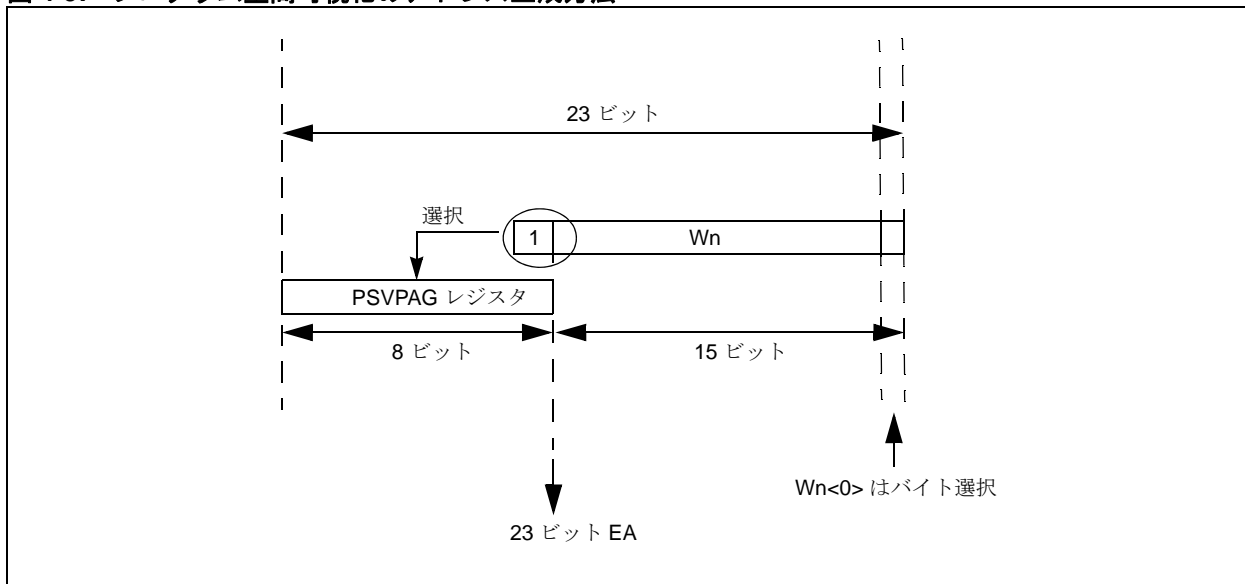 23 ビット
選択
1
Wn
PSVPAG レジスタ
8 ビット
15 ビット
Wn<0> はバイト選択
23 ビット EA